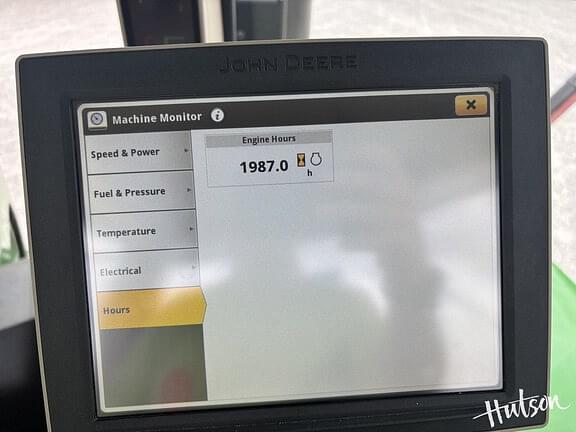 JOHN DEERE
Machine Monitor i
Speed & Power
Fuel & Pressure
Temperature
Electrical
Hours
Engine Hours
1987.0 h
Hutson